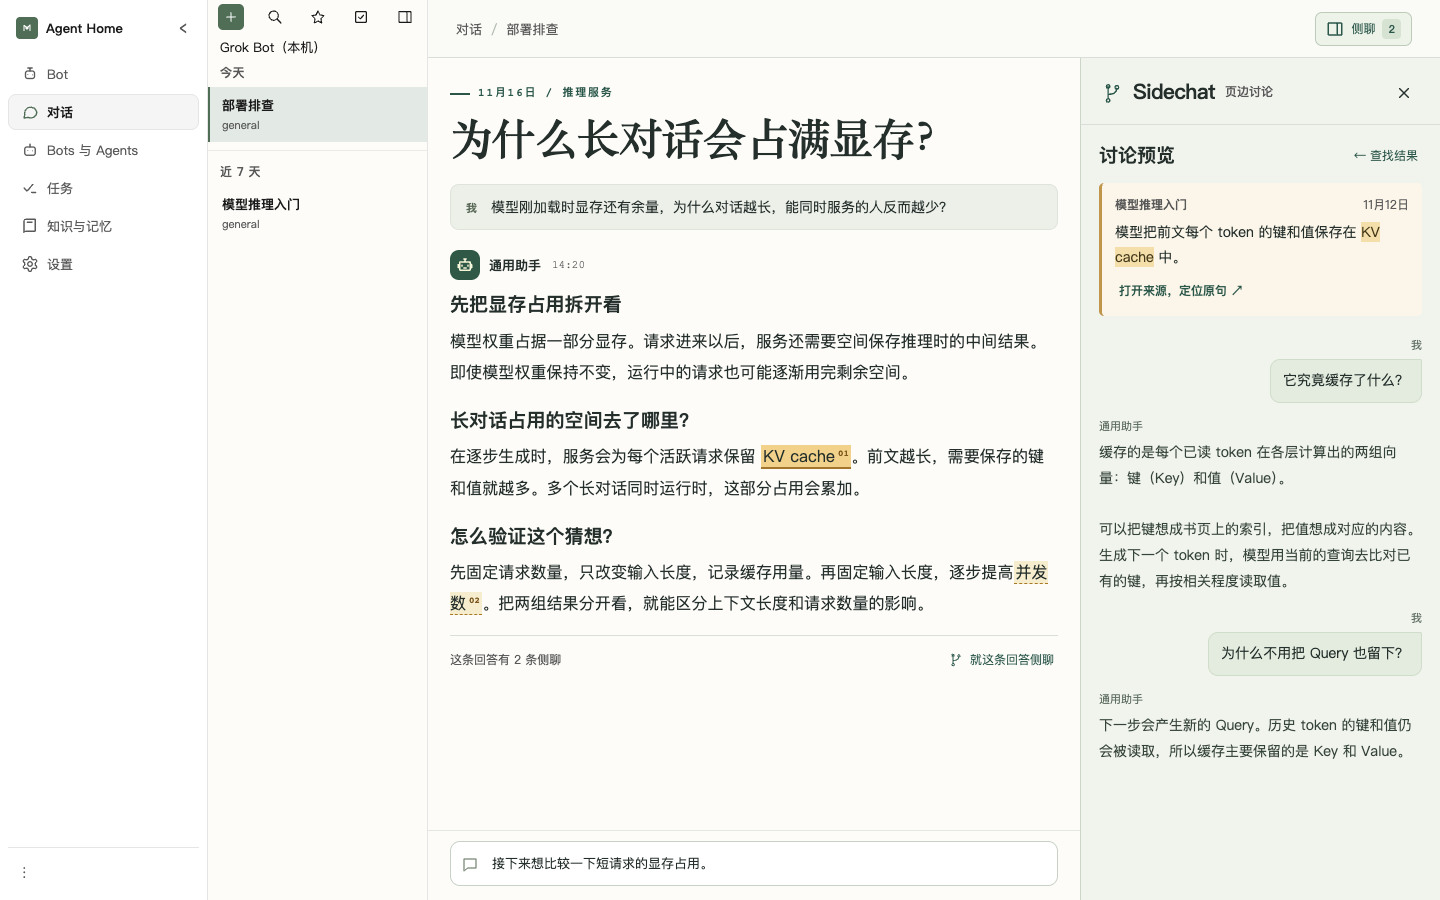 Agent Home
Bot
对话
Bots 与 Agents
任务
知识与记忆
设置
Grok Bot（本机）
今天
部署排查
general
近 7 天
模型推理入门
general
对话 / 部署排查
侧聊 2
11月16日 / 推理服务
为什么长对话会占满显存？
我 模型刚加载时显存还有余量，为什么对话越长，能同时服务的人反而越少？
通用助手 14:20
先把显存占用拆开看
模型权重占据一部分显存。请求进来以后，服务还需要空间保存推理时的中间结果。
即使模型权重保持不变，运行中的请求也可能逐渐用完剩余空间。
长对话占用的空间去了哪里？
在逐步生成时，服务会为每个活跃请求保留 KV cache 01。前文越长，需要保存的键
和值就越多。多个长对话同时运行时，这部分占用会累加。
怎么验证这个猜想？
先固定请求数量，只改变输入长度，记录缓存用量。再固定输入长度，逐步提高并发
数 02。把两组结果分开看，就能区分上下文长度和请求数量的影响。
这条回答有 2 条侧聊
就这条回答侧聊
接下来想比较一下短请求的显存占用。
Sidechat 页边讨论
讨论预览
← 查找结果
模型推理入门
11月12日
模型把前文每个 token 的键和值保存在 KV
cache 中。
打开来源，定位原句 ↗
我
它究竟缓存了什么？
通用助手
缓存的是每个已读 token 在各层计算出的两组向
量：键（Key）和值（Value）。
可以把键想成书页上的索引，把值想成对应的内容。
生成下一个 token 时，模型用当前的查询去比对已
有的键，再按相关程度读取值。
我
为什么不用把 Query 也留下？
通用助手
下一步会产生新的 Query。历史 token 的键和值仍
会被读取，所以缓存主要保留的是 Key 和 Value。